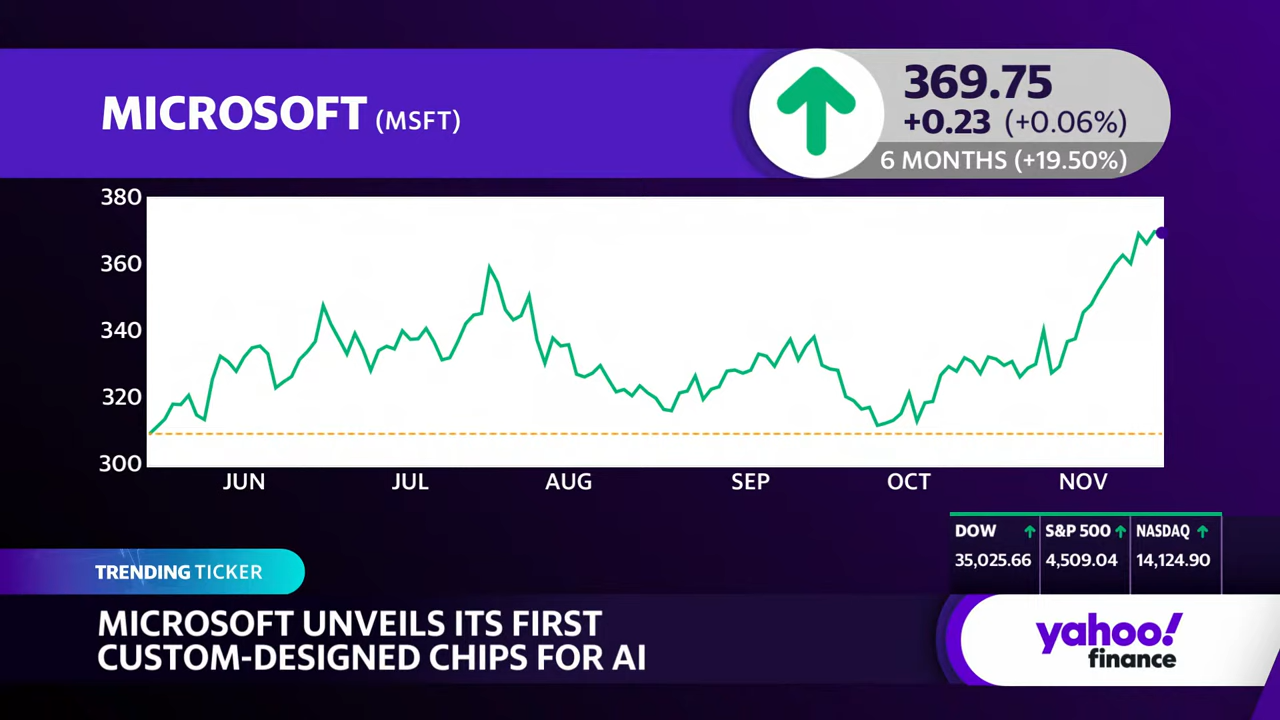 MICROSOFT (MSFT)
369.75
+0.23 (+0.06%)
6 MONTHS (+19.50%)
380
360
340
320
300
JUN JUL AUG SEP OCT NOV
DOW S&P 500 NASDAQ
35,025.66 4,509.04 14,124.90
TRENDING TICKER
MICROSOFT UNVEILS ITS FIRST
CUSTOM-DESIGNED CHIPS FOR AI
yahoo!
finance